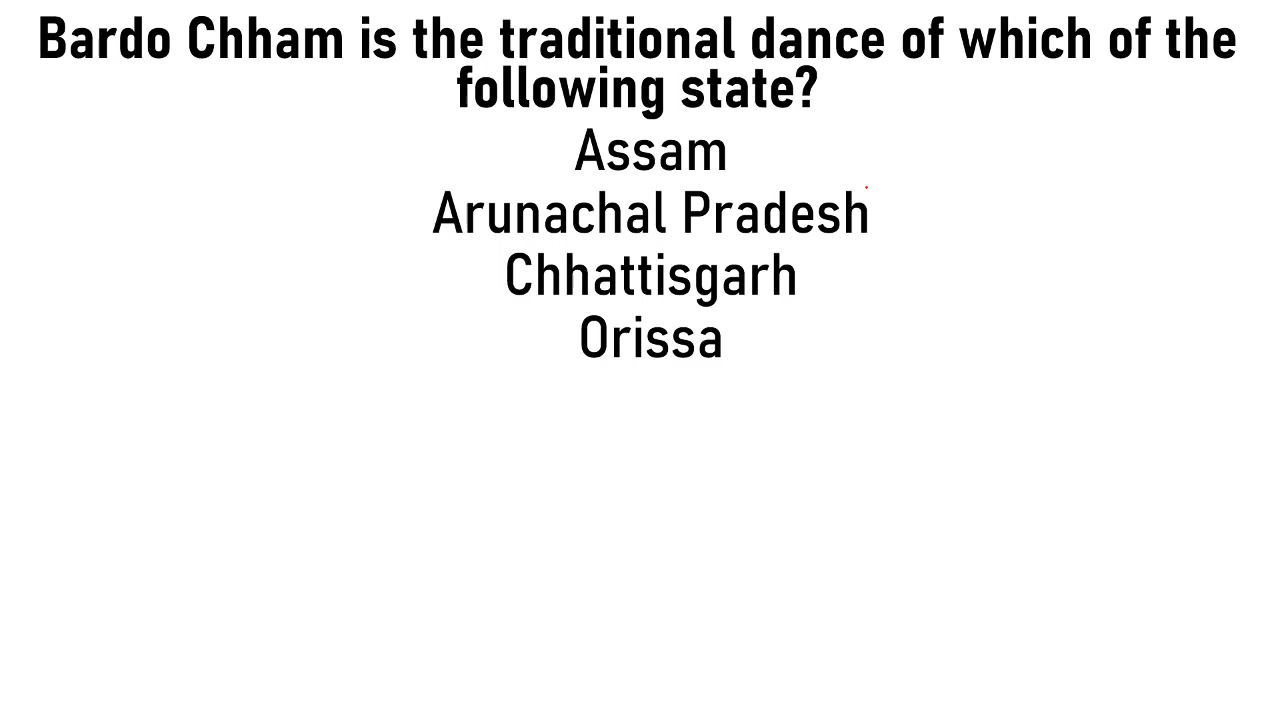 Bardo Chham is the traditional dance of which of the
following state?
Assam
Arunachal Pradesh
Chhattisgarh
Orissa